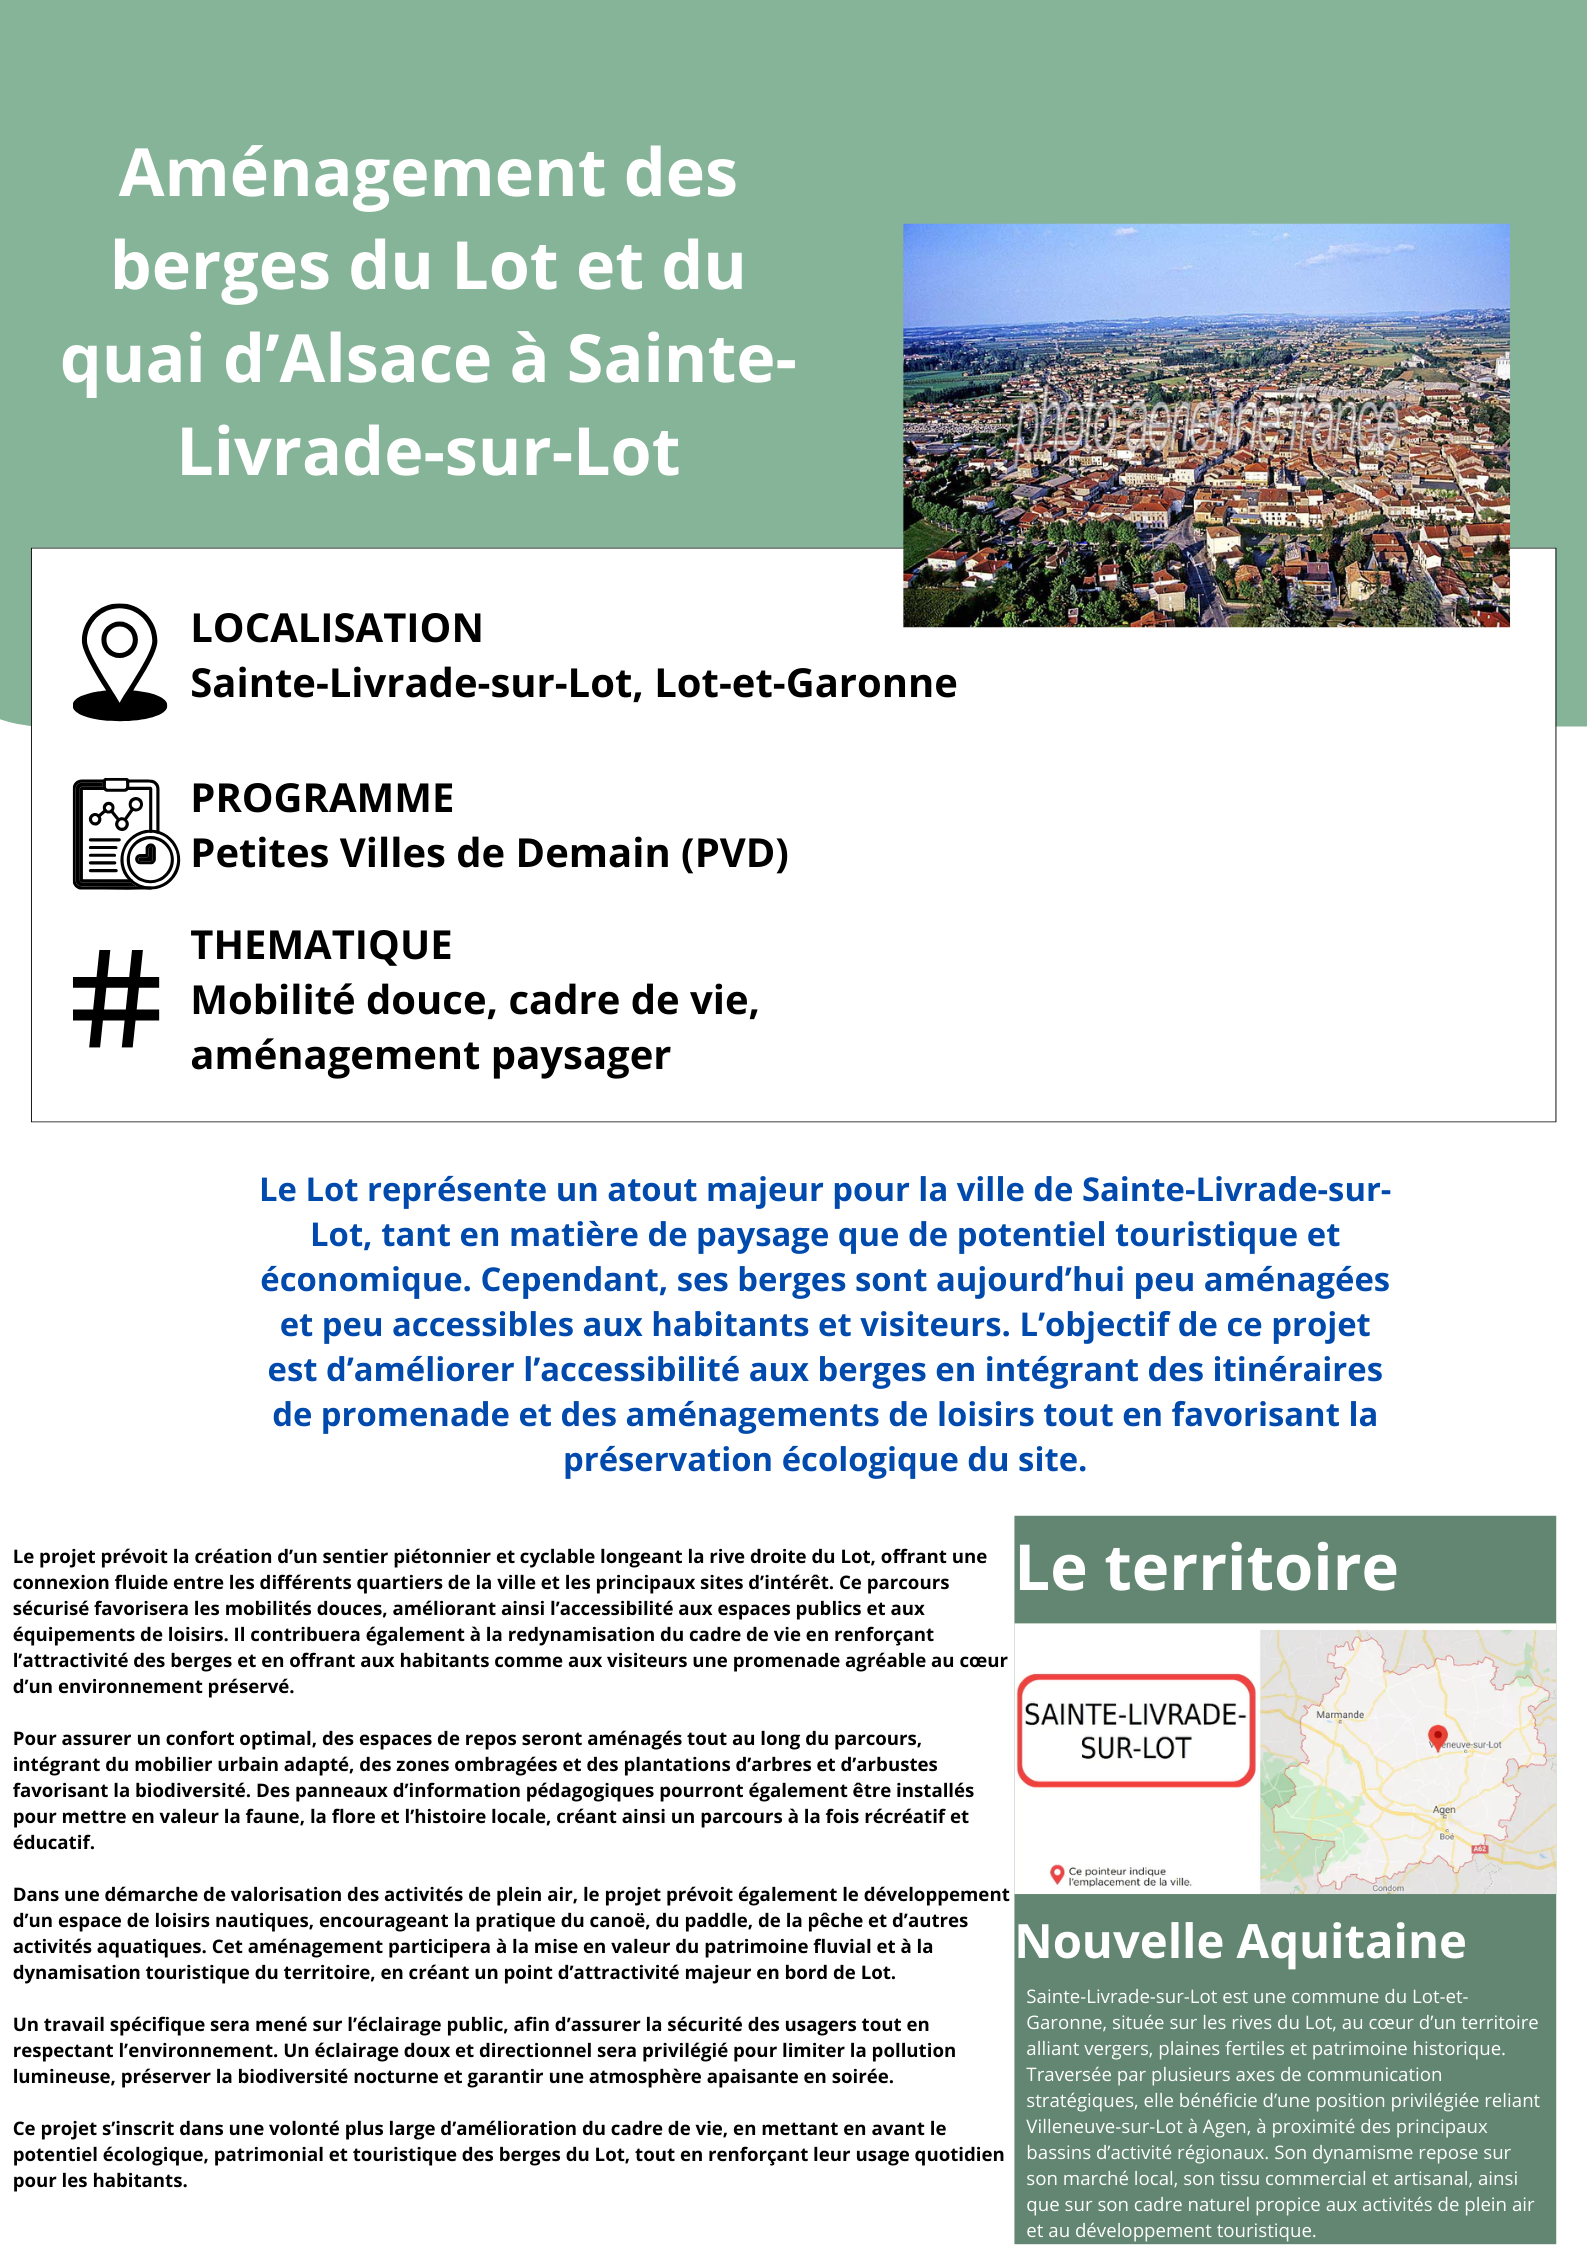 Aménagement des
berges du Lot et du
quai d’Alsace à Sainte-
Livrade-sur-Lot
photo aerienne france
LOCALISATION
Sainte-Livrade-sur-Lot, Lot-et-Garonne
PROGRAMME
Petites Villes de Demain (PVD)
THEMATIQUE
Mobilité douce, cadre de vie,
aménagement paysager
Le Lot représente un atout majeur pour la ville de Sainte-Livrade-sur-
Lot, tant en matière de paysage que de potentiel touristique et
économique. Cependant, ses berges sont aujourd’hui peu aménagées
et peu accessibles aux habitants et visiteurs. L’objectif de ce projet
est d’améliorer l’accessibilité aux berges en intégrant des itinéraires
de promenade et des aménagements de loisirs tout en favorisant la
préservation écologique du site.
Le projet prévoit la création d’un sentier piétonnier et cyclable longeant la rive droite du Lot, offrant une
connexion fluide entre les différents quartiers de la ville et les principaux sites d’intérêt. Ce parcours
sécurisé favorisera les mobilités douces, améliorant ainsi l’accessibilité aux espaces publics et aux
équipements de loisirs. Il contribuera également à la redynamisation du cadre de vie en renforçant
l’attractivité des berges et en offrant aux habitants comme aux visiteurs une promenade agréable au cœur
d’un environnement préservé.
Pour assurer un confort optimal, des espaces de repos seront aménagés tout au long du parcours,
intégrant du mobilier urbain adapté, des zones ombragées et des plantations d’arbres et d’arbustes
favorisant la biodiversité. Des panneaux d’information pédagogiques pourront également être installés
pour mettre en valeur la faune, la flore et l’histoire locale, créant ainsi un parcours à la fois récréatif et
éducatif.
Dans une démarche de valorisation des activités de plein air, le projet prévoit également le développement
d’un espace de loisirs nautiques, encourageant la pratique du canoë, du paddle, de la pêche et d’autres
activités aquatiques. Cet aménagement participera à la mise en valeur du patrimoine fluvial et à la
dynamisation touristique du territoire, en créant un point d’attractivité majeur en bord de Lot.
Un travail spécifique sera mené sur l’éclairage public, afin d’assurer la sécurité des usagers tout en
respectant l’environnement. Un éclairage doux et directionnel sera privilégié pour limiter la pollution
lumineuse, préserver la biodiversité nocturne et garantir une atmosphère apaisante en soirée.
Ce projet s’inscrit dans une volonté plus large d’amélioration du cadre de vie, en mettant en avant le
potentiel écologique, patrimonial et touristique des berges du Lot, tout en renforçant leur usage quotidien
pour les habitants.
Le territoire
SAINTE-LIVRADE-
SUR-LOT
Ce pointeur indique
l’emplacement de la ville.
Marmande
Villeneuve-sur-Lot
Agen
Boé
A62
Condom
Nouvelle Aquitaine
Sainte-Livrade-sur-Lot est une commune du Lot-et-
Garonne, située sur les rives du Lot, au cœur d’un territoire
alliant vergers, plaines fertiles et patrimoine historique.
Traversée par plusieurs axes de communication
stratégiques, elle bénéficie d’une position privilégiée reliant
Villeneuve-sur-Lot à Agen, à proximité des principaux
bassins d’activité régionaux. Son dynamisme repose sur
son marché local, son tissu commercial et artisanal, ainsi
que sur son cadre naturel propice aux activités de plein air
et au développement touristique.